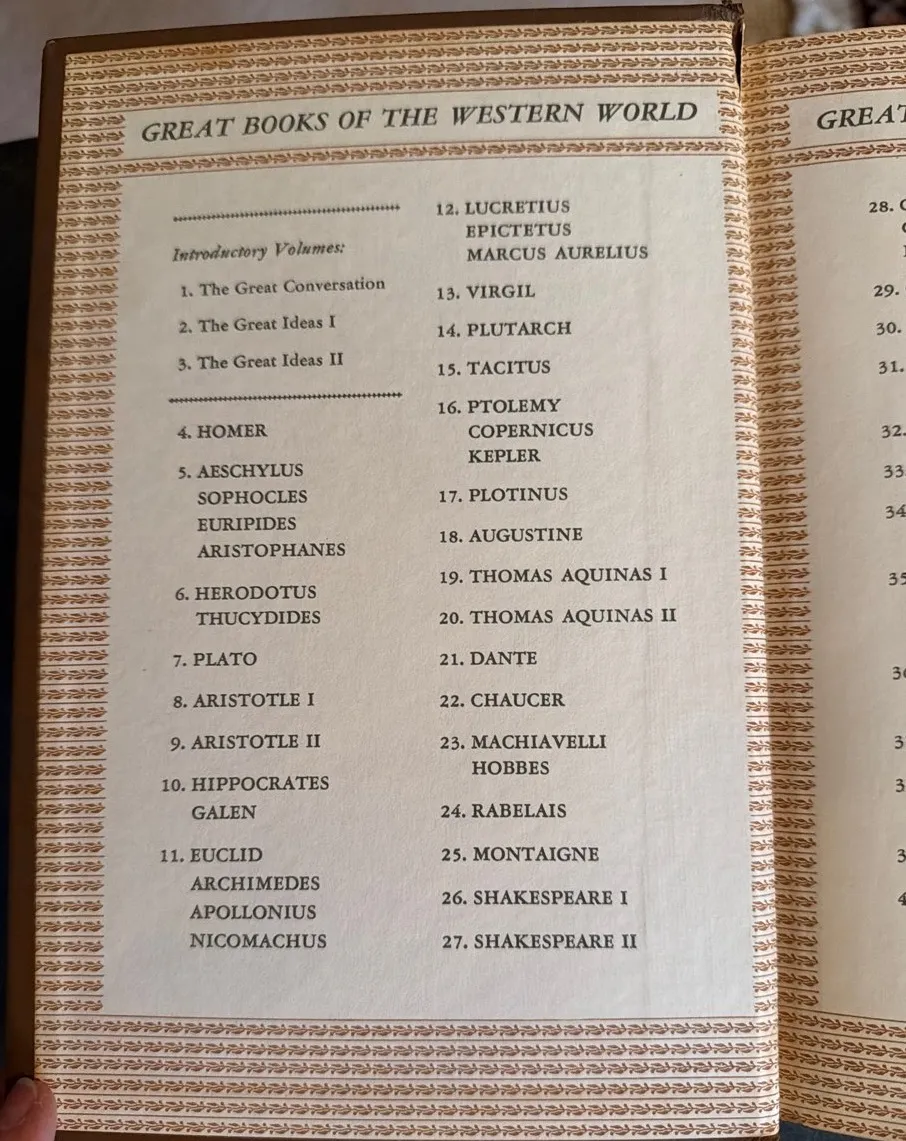 GREAT BOOKS OF THE WESTERN WORLD
Introductory Volumes:
1. The Great Conversation
2. The Great Ideas I
3. The Great Ideas II
4. HOMER
5. AESCHYLUS
SOPHOCLES
EURIPIDES
ARISTOPHANES
6. HERODOTUS
THUCYDIDES
7. PLATO
8. ARISTOTLE I
9. ARISTOTLE II
10. HIPPOCRATES
GALEN
11. EUCLID
ARCHIMEDES
APOLLONIUS
NICOMACHUS
12. LUCRETIUS
EPICTETUS
MARCUS AURELIUS
13. VIRGIL
14. PLUTARCH
15. TACITUS
16. PTOLEMY
COPERNICUS
KEPLER
17. PLOTINUS
18. AUGUSTINE
19. THOMAS AQUINAS I
20. THOMAS AQUINAS II
21. DANTE
22. CHAUCER
23. MACHIAVELLI
HOBBES
24. RABELAIS
25. MONTAIGNE
26. SHAKESPEARE I
27. SHAKESPEARE II
28.
29.
30.
31.
32.
33
34
35